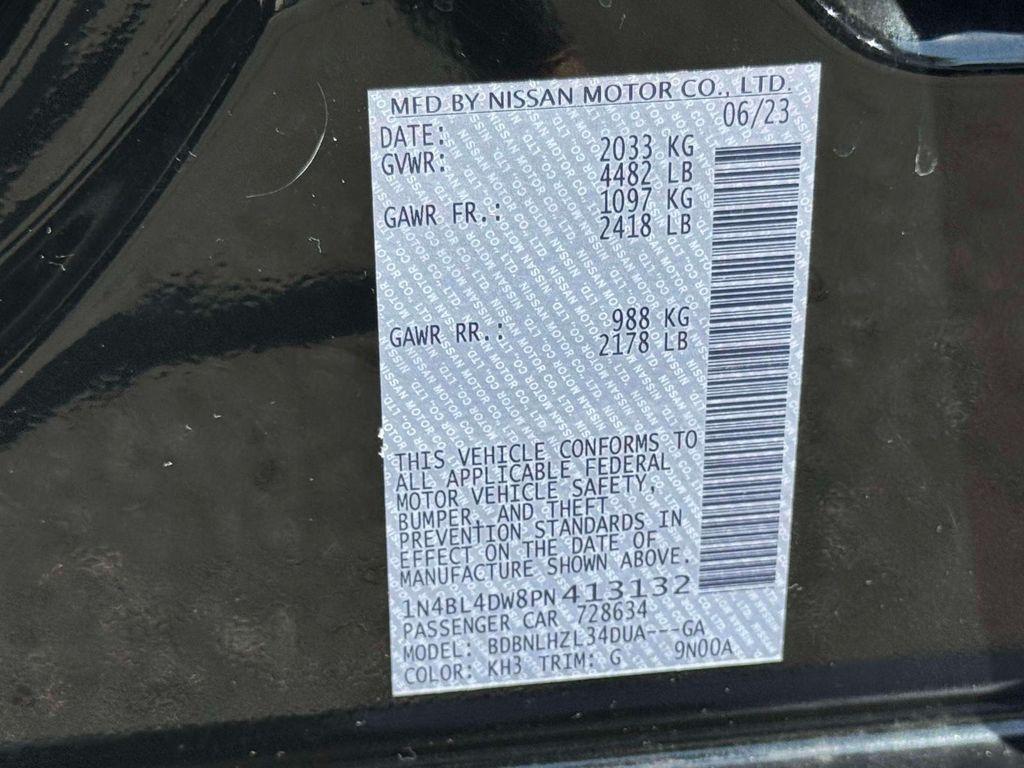 MFD BY NISSAN MOTOR CO., LTD.
DATE: 06/23
GVWR: 2033 KG
4482 LB
GAWR FR.: 1097 KG
2418 LB
GAWR RR.: 988 KG
2178 LB
THIS VEHICLE CONFORMS TO
ALL APPLICABLE FEDERAL
MOTOR VEHICLE SAFETY,
BUMPER, AND THEFT
PREVENTION STANDARDS IN
EFFECT ON THE DATE OF
MANUFACTURE SHOWN ABOVE.
1N4BL4DW8PN413132
PASSENGER CAR 728634
MODEL: BDBNLHZL34DUA---GA
COLOR: KH3 TRIM: G 9N00A